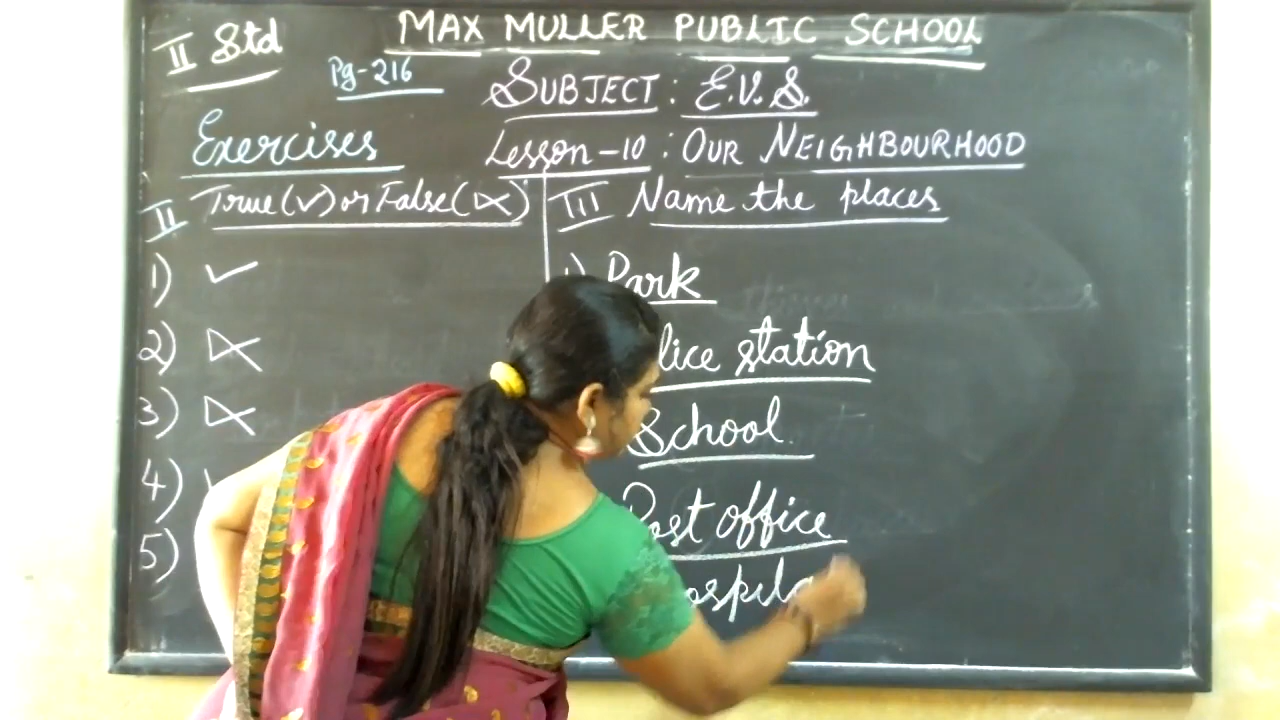 II Std
MAX MULLER PUBLIC SCHOOL
Pg-216
SUBJECT : E.V.S.
Exercises
Lesson-10 : OUR NEIGHBOURHOOD
II True (✓) or False (✗)
1) ✓
2) ✗
3) ✗
4)
5)
III Name the places
1) Park
lice station
School
Post office